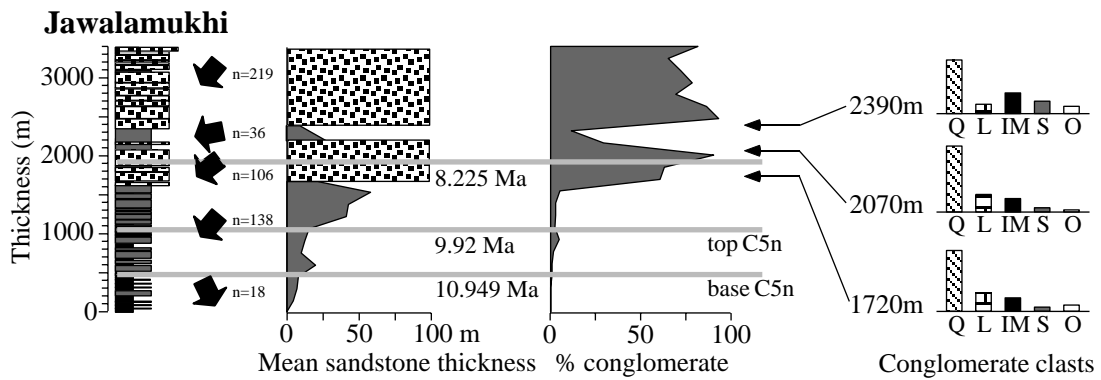 Jawalamukhi
Thickness (m)
3000
2000
1000
0
n=219
n=36
n=106
n=138
n=18
8.225 Ma
9.92 Ma
10.949 Ma
top C5n
base C5n
0 50 100 m
Mean sandstone thickness
0 50 100
% conglomerate
2390m
2070m
1720m
Q L IM S O
Q L IM S O
Q L IM S O
Conglomerate clasts